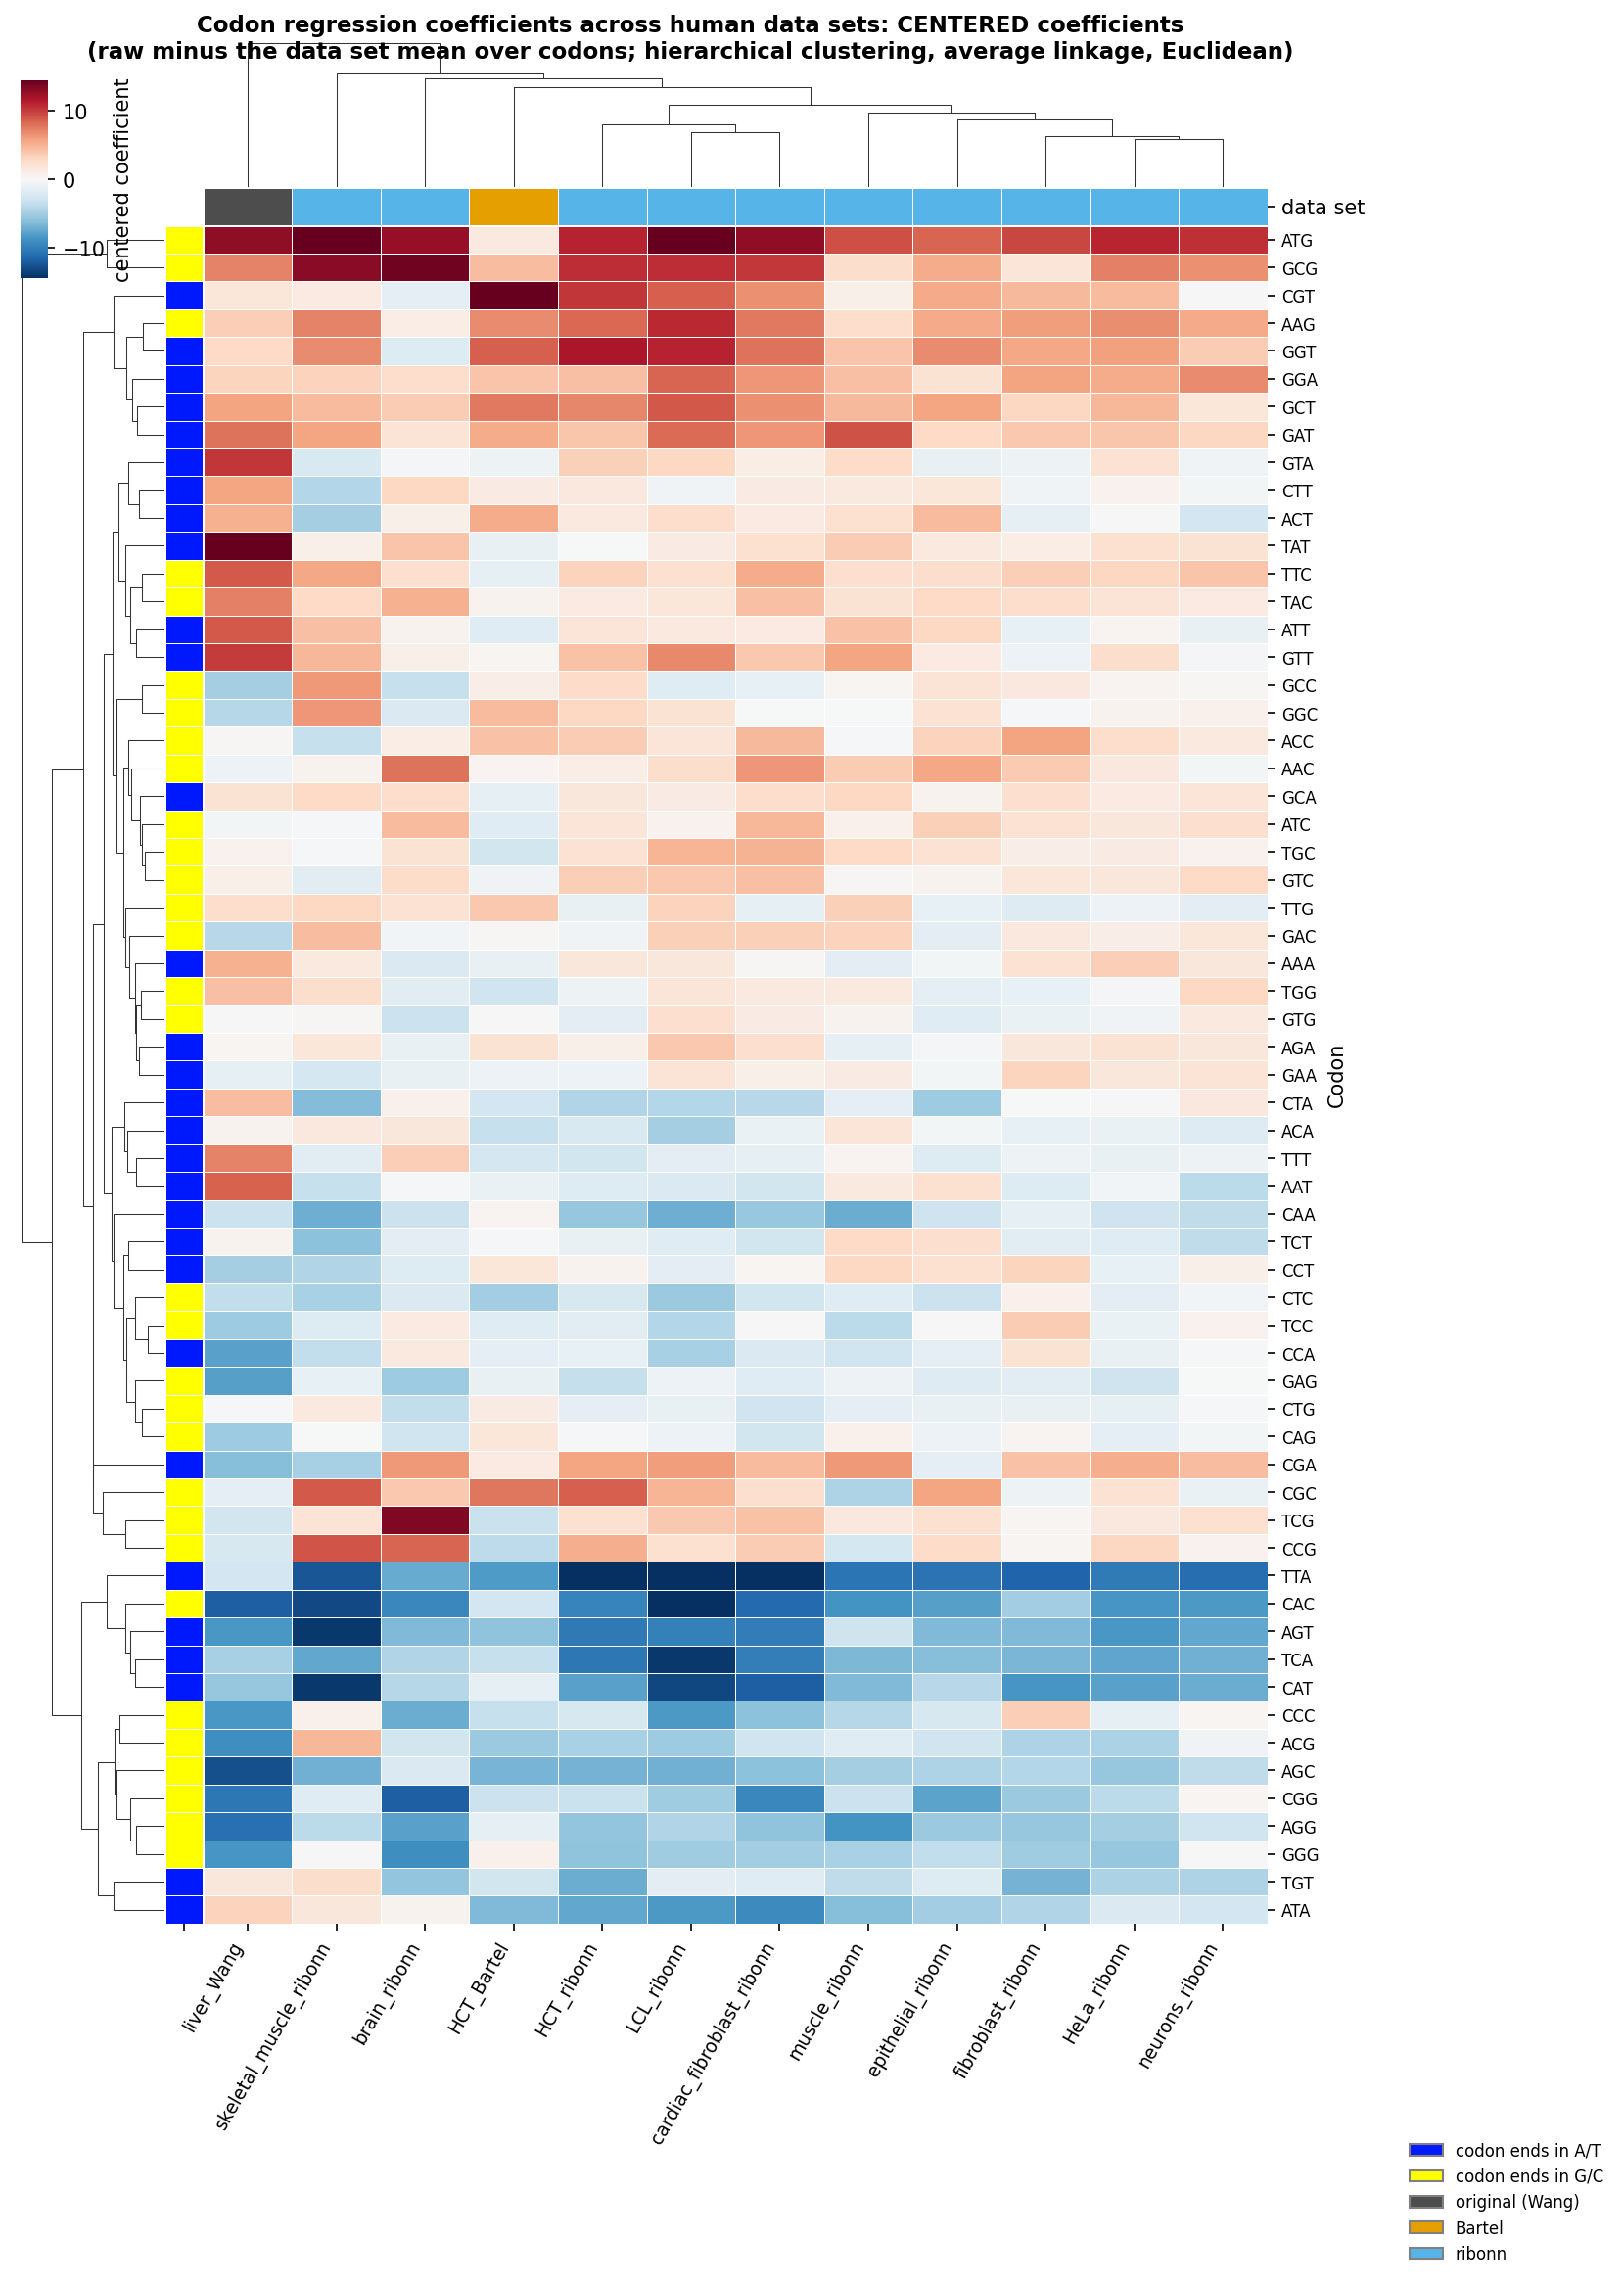 Codon regression coefficients across human data sets: CENTERED coefficients
(raw minus the data set mean over codons; hierarchical clustering, average linkage, Euclidean)
10
0
−10
centered coefficient
data set
ATG
GCG
CGT
AAG
GGT
GGA
GCT
GAT
GTA
CTT
ACT
TAT
TTC
TAC
ATT
GTT
GCC
GGC
ACC
AAC
GCA
ATC
TGC
GTC
TTG
GAC
AAA
TGG
GTG
AGA
GAA
CTA
ACA
TTT
AAT
CAA
TCT
CCT
CTC
TCC
CCA
GAG
CTG
CAG
CGA
CGC
TCG
CCG
TTA
CAC
AGT
TCA
CAT
CCC
ACG
AGC
CGG
AGG
GGG
TGT
ATA
Codon
liver_Wang
skeletal_muscle_ribonn
brain_ribonn
HCT_Bartel
HCT_ribonn
LCL_ribonn
cardiac_fibroblast_ribonn
muscle_ribonn
epithelial_ribonn
fibroblast_ribonn
HeLa_ribonn
neurons_ribonn
codon ends in A/T
codon ends in G/C
original (Wang)
Bartel
ribonn